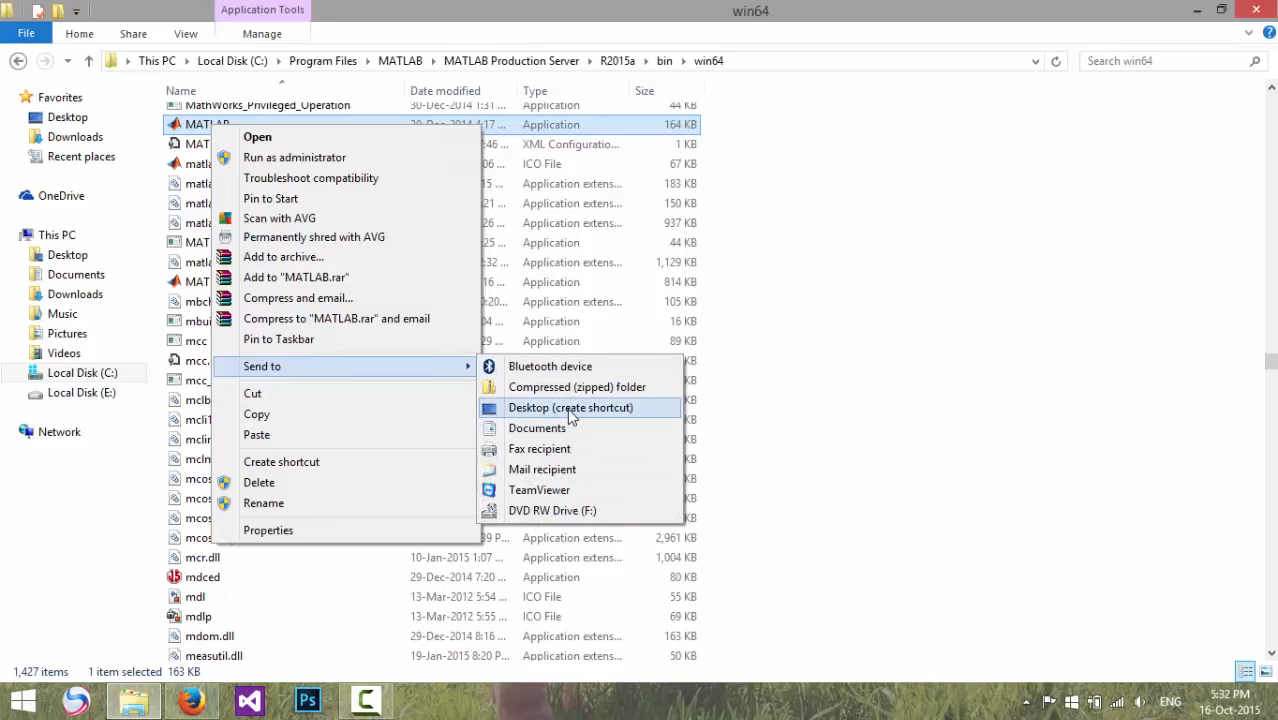 Application Tools
win64
File
Home
Share
View
Manage
This PC
Local Disk (C:)
Program Files
MATLAB
MATLAB Production Server
R2015a
bin
win64
Search win64
Name
Date modified
Type
Size
MathWorks_Privileged_Operation
30-Dec-2014 1:31 ...
Application
44 KB
Application
164 KB
XML Configuratio...
1 KB
ICO File
67 KB
Application extens...
183 KB
Application extens...
150 KB
Application extens...
937 KB
Application
44 KB
Application extens...
1,129 KB
Application
814 KB
Application extens...
105 KB
Application
16 KB
Application
89 KB
Favorites
Desktop
Downloads
Recent places
OneDrive
This PC
Desktop
Documents
Downloads
Music
Pictures
Videos
Local Disk (C:)
Local Disk (E:)
Network
Open
Run as administrator
Troubleshoot compatibility
Pin to Start
Scan with AVG
Permanently shred with AVG
Add to archive...
Add to "MATLAB.rar"
Compress and email...
Compress to "MATLAB.rar" and email
Pin to Taskbar
Send to
Cut
Copy
Paste
Create shortcut
Delete
Rename
Properties
Bluetooth device
Compressed (zipped) folder
Desktop (create shortcut)
Documents
Fax recipient
Mail recipient
TeamViewer
DVD RW Drive (F:)
2,961 KB
mcr.dll
10-Jan-2015 1:07 ...
Application extens...
1,004 KB
mdced
29-Dec-2014 7:20 ...
Application
80 KB
mdl
13-Mar-2012 5:54 ...
ICO File
55 KB
mdlp
13-Mar-2012 5:55 ...
ICO File
69 KB
mdom.dll
29-Dec-2014 8:16 ...
Application extens...
163 KB
measutil.dll
19-Jan-2015 8:20 P...
Application extens...
50 KB
1,427 items
1 item selected 163 KB
Ps
ENG
5:32 PM
16-Oct-2015